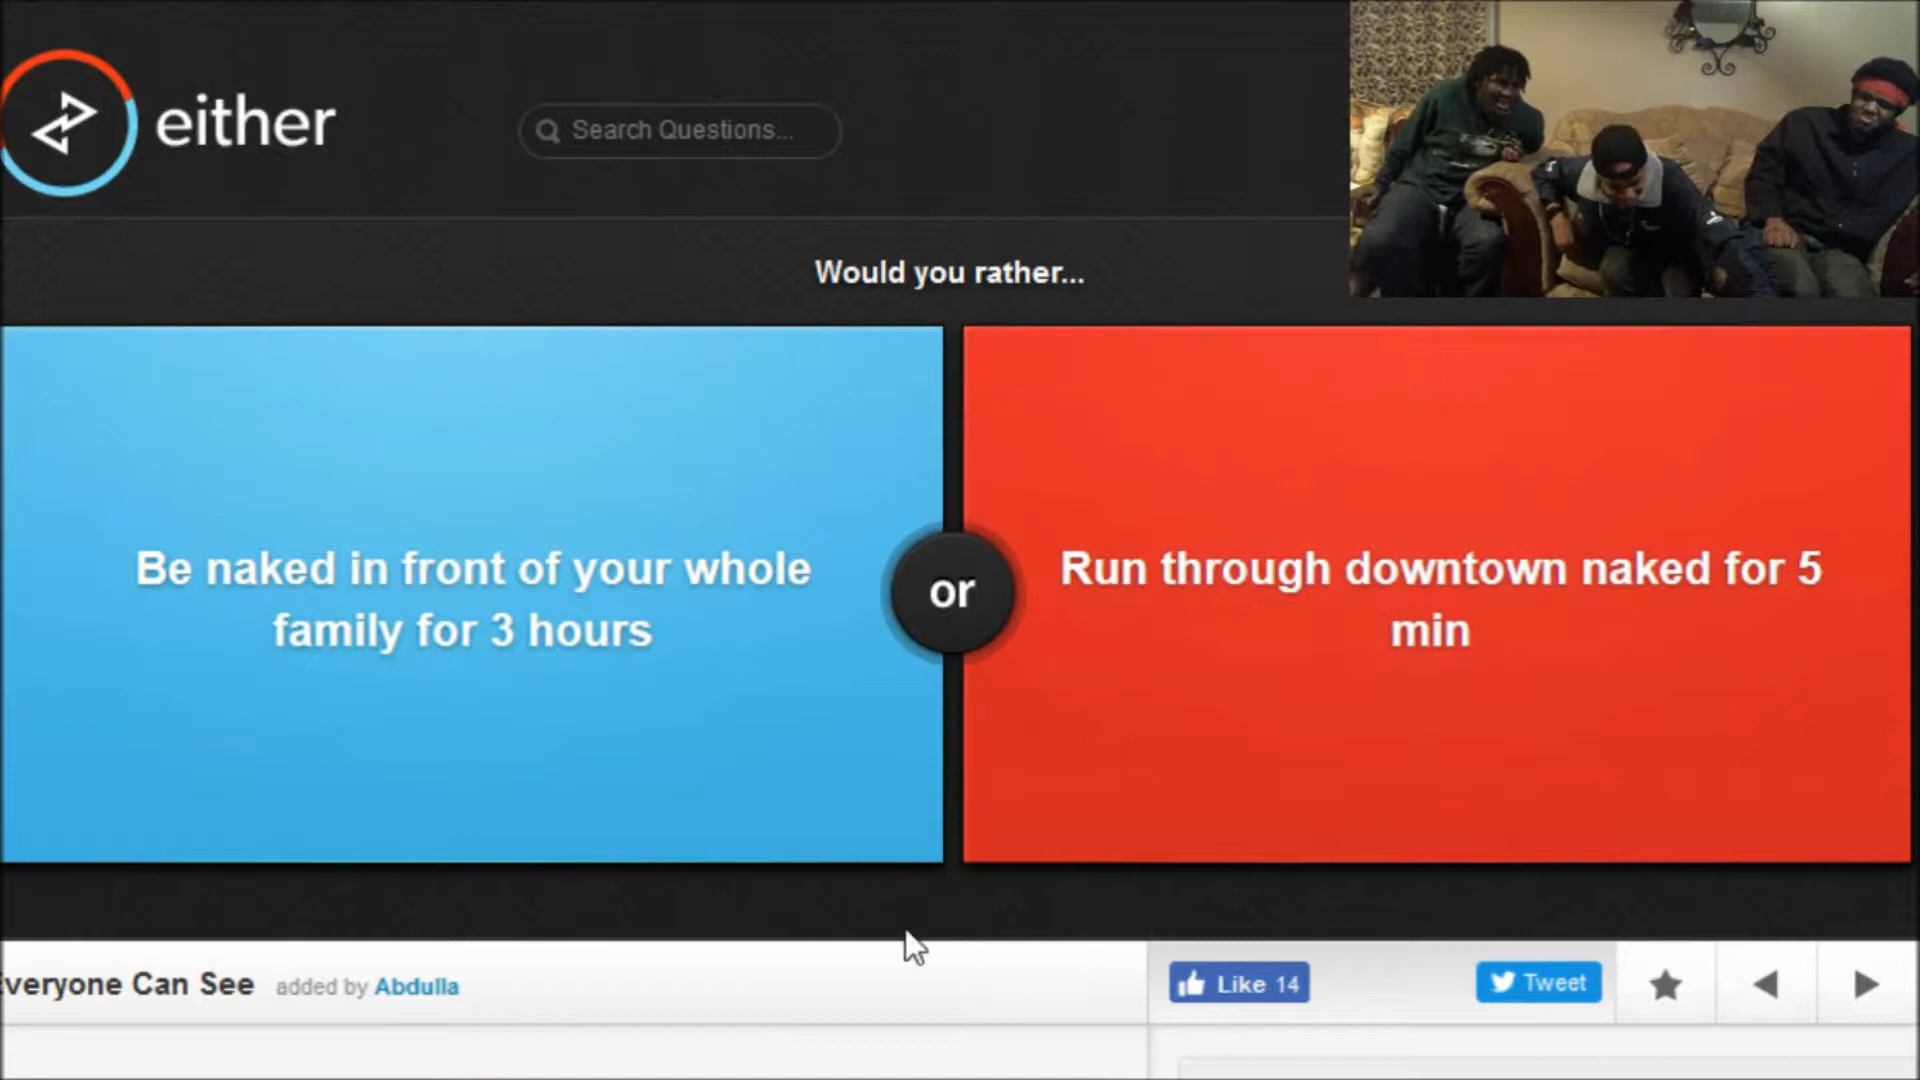 either
Search Questions...
Would you rather...
Be naked in front of your whole
family for 3 hours
or
Run through downtown naked for 5
min
veryone Can See added by Abdulla
Like 14
Tweet